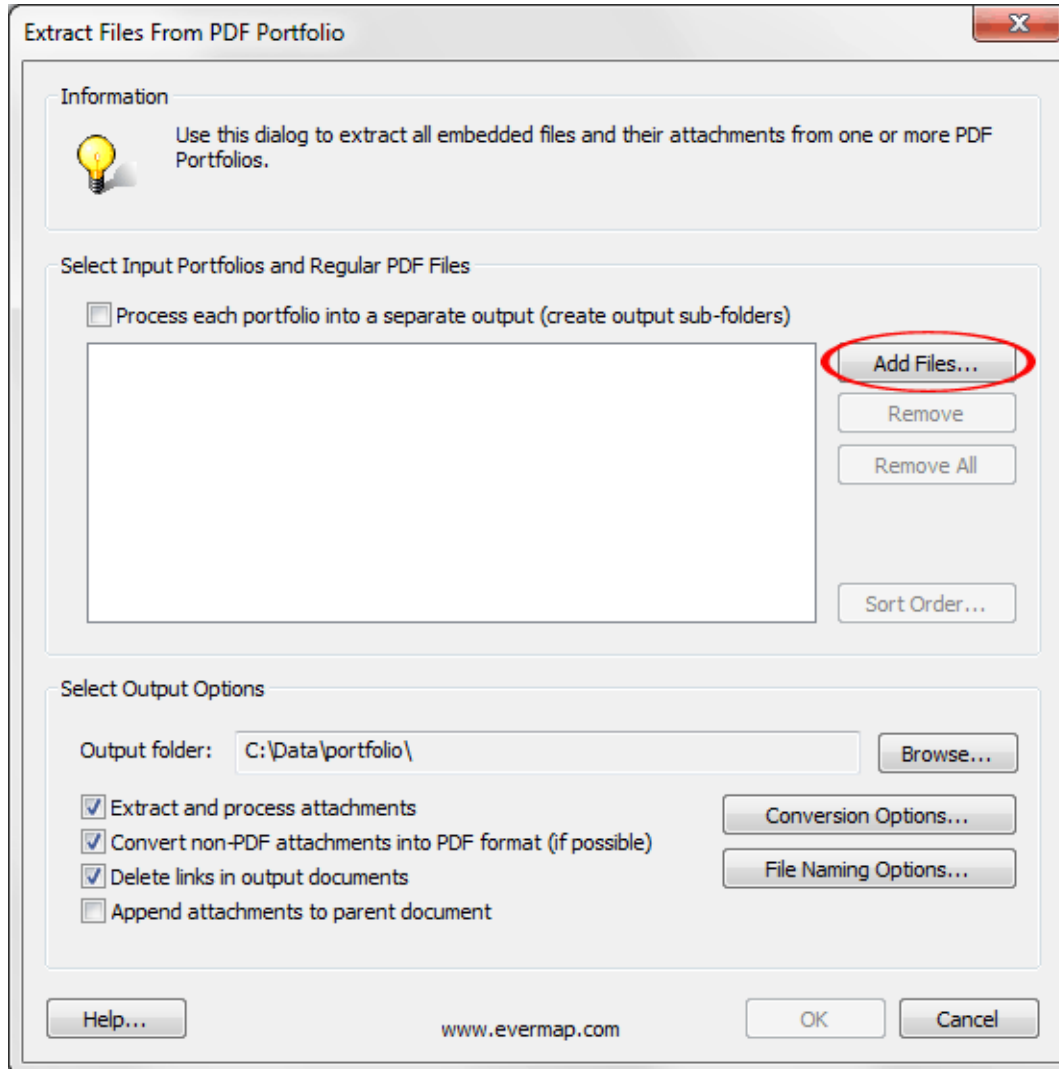 Extract Files From PDF Portfolio
X
Information
Use this dialog to extract all embedded files and their attachments from one or more PDF
Portfolios.
Select Input Portfolios and Regular PDF Files
Process each portfolio into a separate output (create output sub-folders)
Add Files...
Remove
Remove All
Sort Order...
Select Output Options
Output folder: C:\Data\portfolio\ Browse...
Extract and process attachments
Conversion Options...
Convert non-PDF attachments into PDF format (if possible)
File Naming Options...
Delete links in output documents
Append attachments to parent document
Help... www.evermap.com OK Cancel